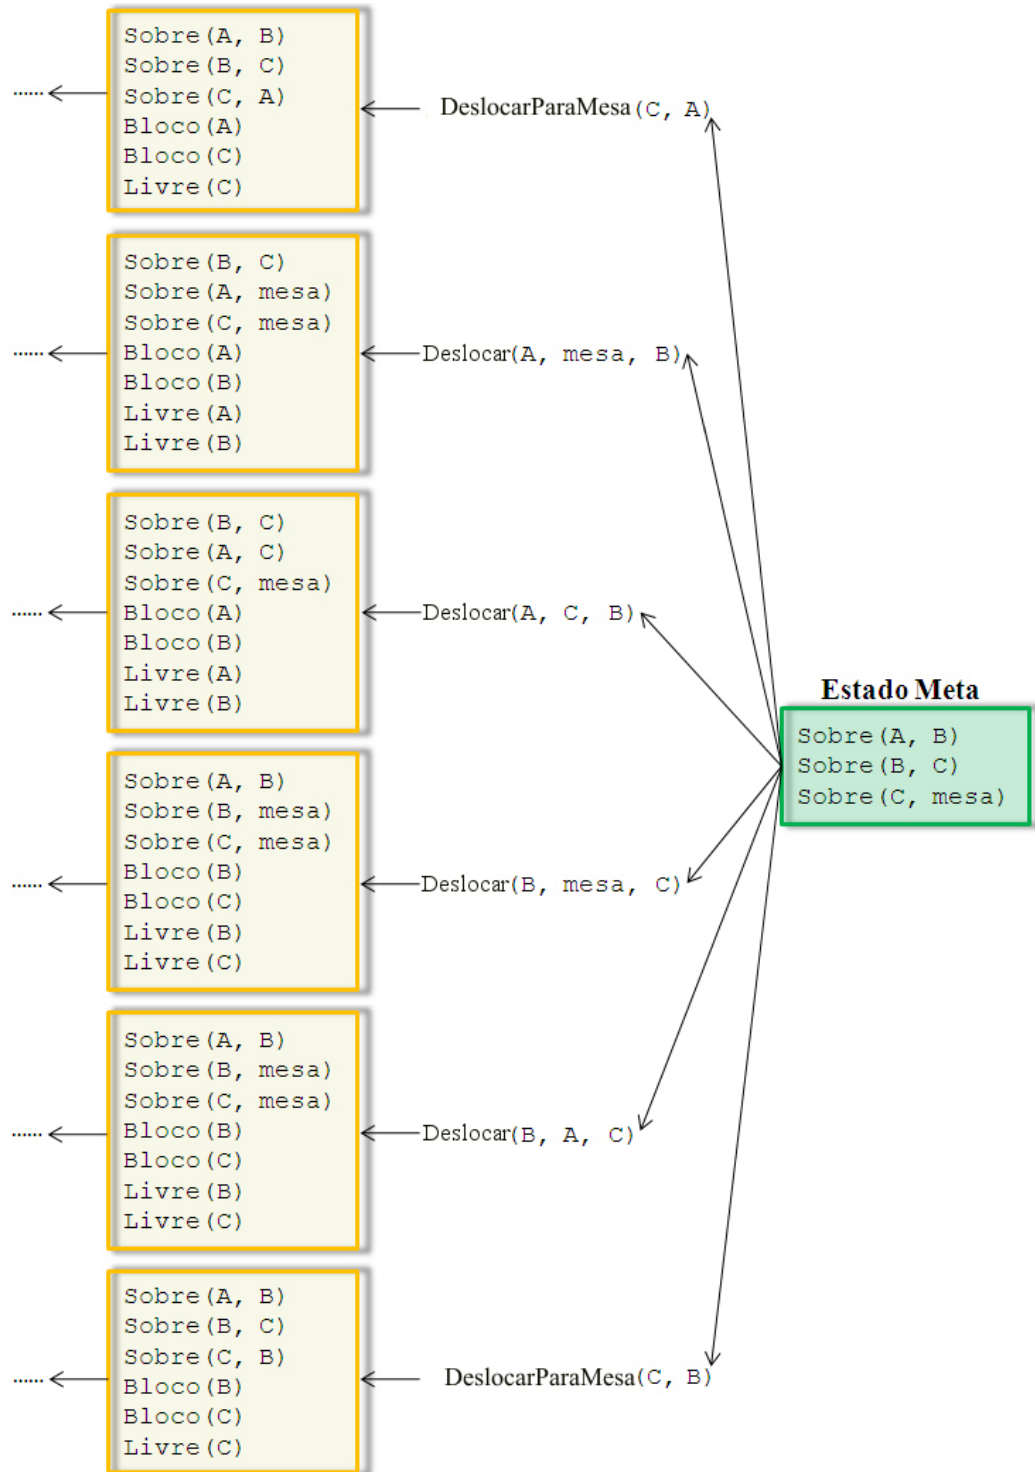 Sobre(A, B)
Sobre(B, C)
Sobre(C, A)
Bloco(A)
Bloco(C)
Livre(C)
......
DeslocarParaMesa(C, A)
Sobre(B, C)
Sobre(A, mesa)
Sobre(C, mesa)
Bloco(A)
Bloco(B)
Livre(A)
Livre(B)
......
Deslocar(A, mesa, B)
Sobre(B, C)
Sobre(A, C)
Sobre(C, mesa)
Bloco(A)
Bloco(B)
Livre(A)
Livre(B)
......
Deslocar(A, C, B)
Estado Meta
Sobre(A, B)
Sobre(B, C)
Sobre(C, mesa)
Sobre(A, B)
Sobre(B, mesa)
Sobre(C, mesa)
Bloco(B)
Bloco(C)
Livre(B)
Livre(C)
......
Deslocar(B, mesa, C)
Sobre(A, B)
Sobre(B, mesa)
Sobre(C, mesa)
Bloco(B)
Bloco(C)
Livre(B)
Livre(C)
......
Deslocar(B, A, C)
Sobre(A, B)
Sobre(B, C)
Sobre(C, B)
Bloco(B)
Bloco(C)
Livre(C)
......
DeslocarParaMesa(C, B)